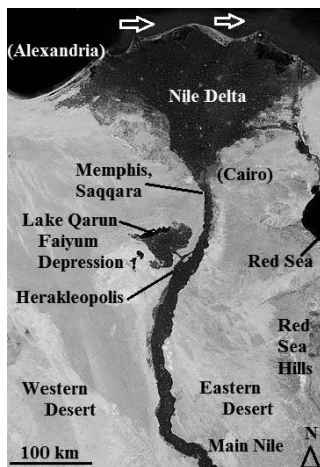 (Alexandria)
Nile Delta
Memphis,
Saqqara
(Cairo)
Lake Qarun
Faiyum
Depression
Red Sea
Herakleopolis
Red
Sea
Hills
Western
Desert
Eastern
Desert
N
100 km
Main Nile